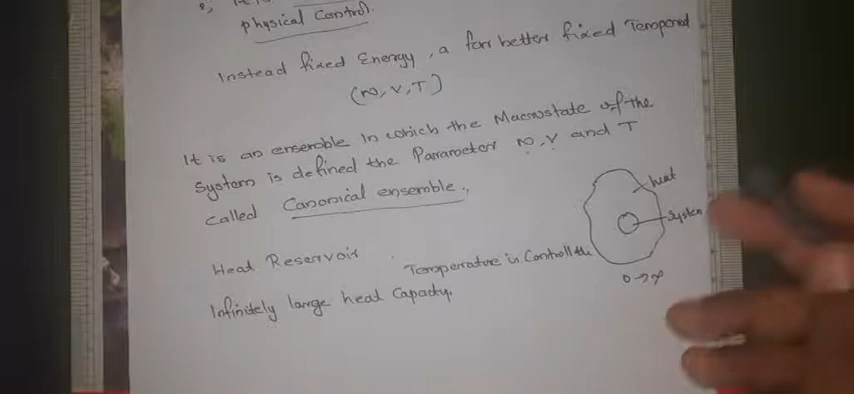 physical Control.
Instead fixed Energy, a far better fixed
(N, V, T)
It is an ensemble in which the Macrostate of the
System is defined the Parameters N, V and T
called Canonical ensemble.
heat
System
Heat Reservoir
Temperature is Controll the
Infinitely large heat Capacity.